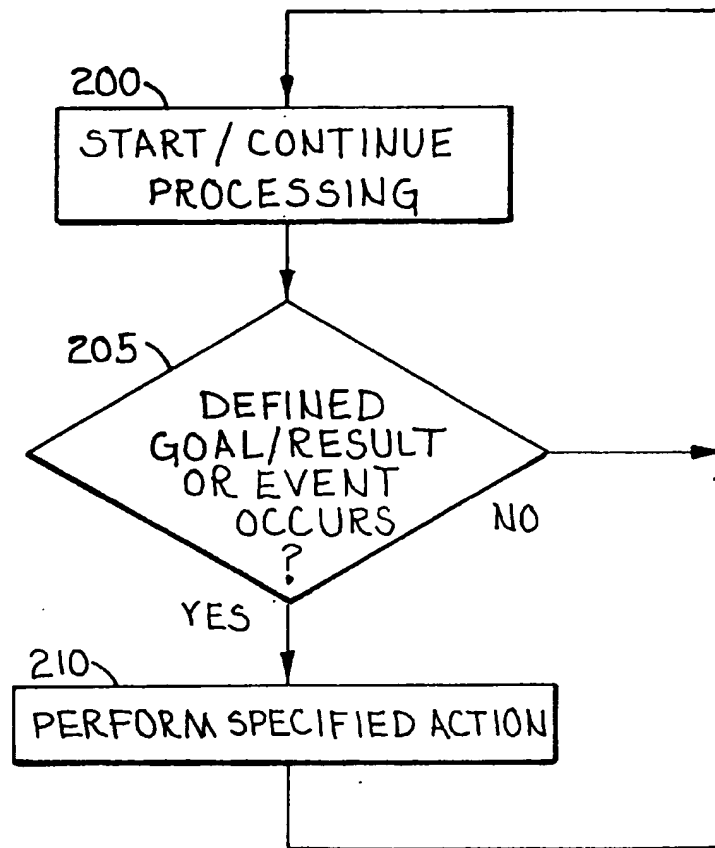 200
START/CONTINUE
PROCESSING
205
DEFINED
GOAL/RESULT
OR EVENT
OCCURS
?
NO
YES
210
PERFORM SPECIFIED ACTION